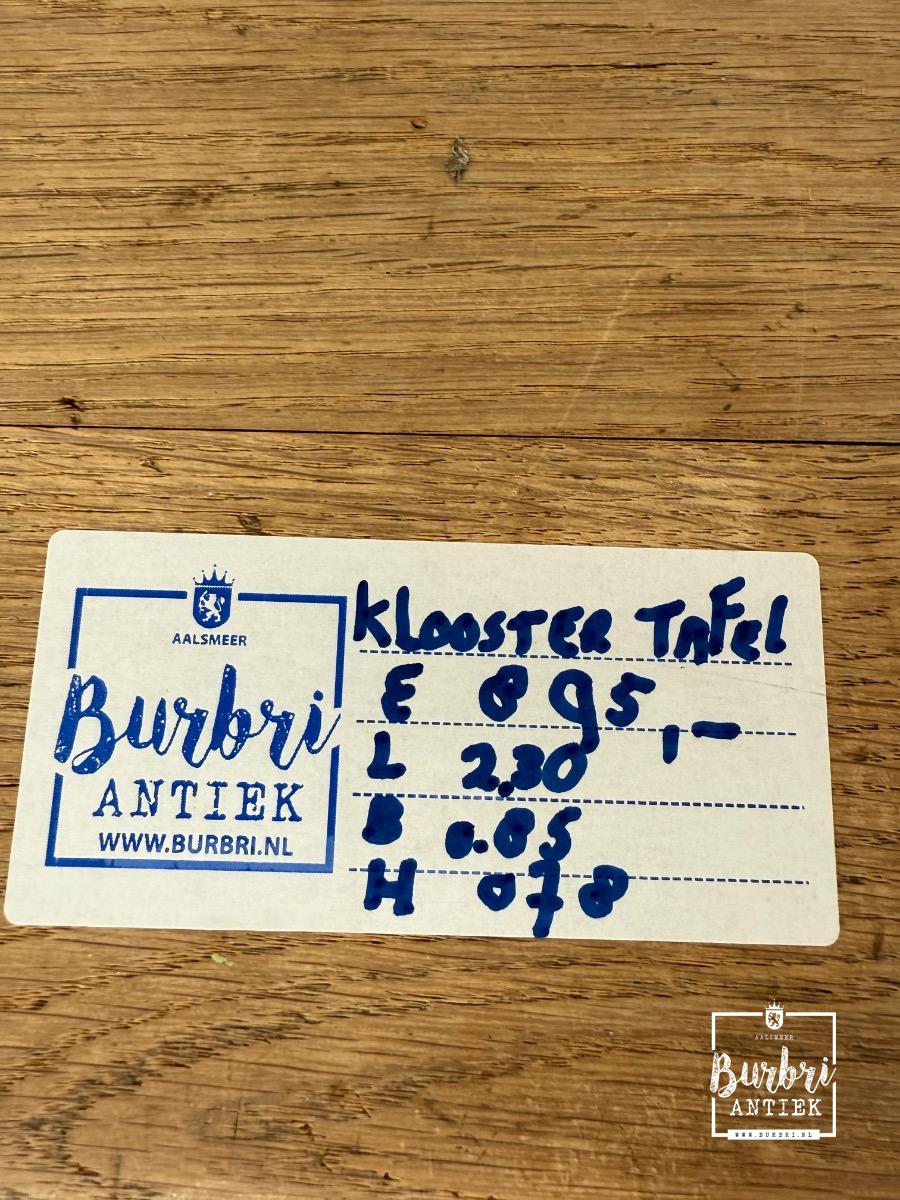 AALSMEER
Burbri
ANTIEK
WWW.BURBRI.NL
KLOOSTER TAFEL
E 895,-
L 2.30
B 0.85
H 078
AALSMEER
Burbri
ANTIEK
WWW.BURBRI.NL